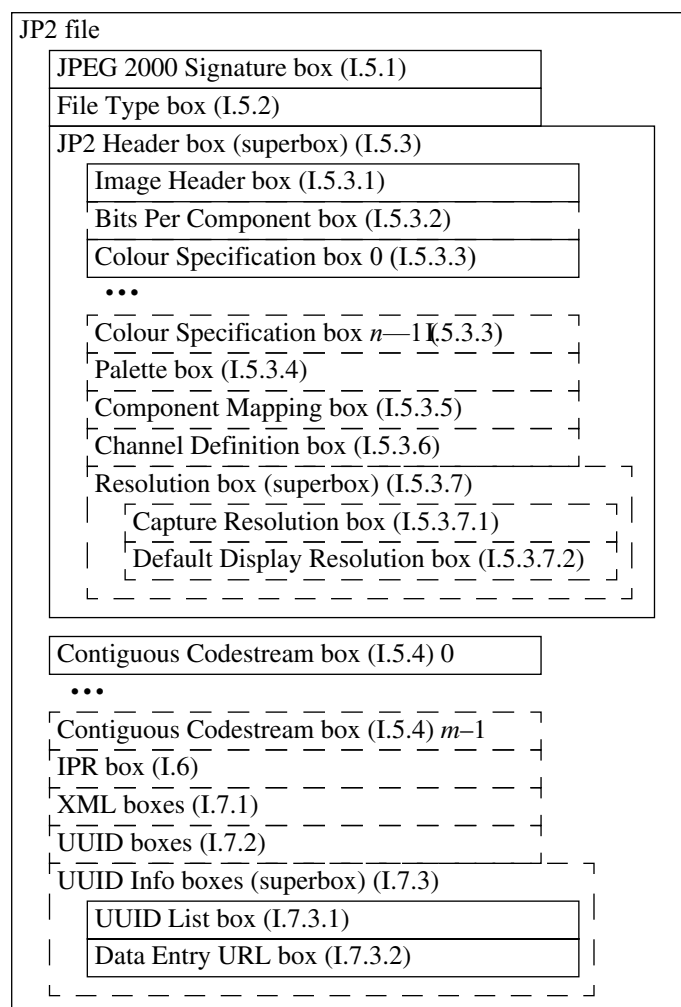 JP2 file
JPEG 2000 Signature box (I.5.1)
File Type box (I.5.2)
JP2 Header box (superbox) (I.5.3)
Image Header box (I.5.3.1)
Bits Per Component box (I.5.3.2)
Colour Specification box 0 (I.5.3.3)
•••
Colour Specification box n—1 (I.5.3.3)
Palette box (I.5.3.4)
Component Mapping box (I.5.3.5)
Channel Definition box (I.5.3.6)
Resolution box (superbox) (I.5.3.7)
Capture Resolution box (I.5.3.7.1)
Default Display Resolution box (I.5.3.7.2)
Contiguous Codestream box (I.5.4) 0
•••
Contiguous Codestream box (I.5.4) m–1
IPR box (I.6)
XML boxes (I.7.1)
UUID boxes (I.7.2)
UUID Info boxes (superbox) (I.7.3)
UUID List box (I.7.3.1)
Data Entry URL box (I.7.3.2)